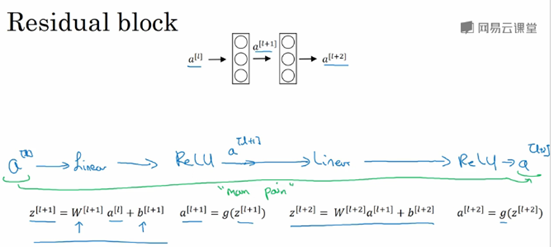 Residual block
网易云课堂
a^[l] a^[l+1] a^[l+2]
a^[l] → Linear → ReLU a^[l+1] → Linear → ReLU → a^[l+2]
"main path"
z^[l+1] = W^[l+1] a^[l] + b^[l+1] a^[l+1] = g(z^[l+1]) z^[l+2] = W^[l+2] a^[l+1] + b^[l+2] a^[l+2] = g(z^[l+2])